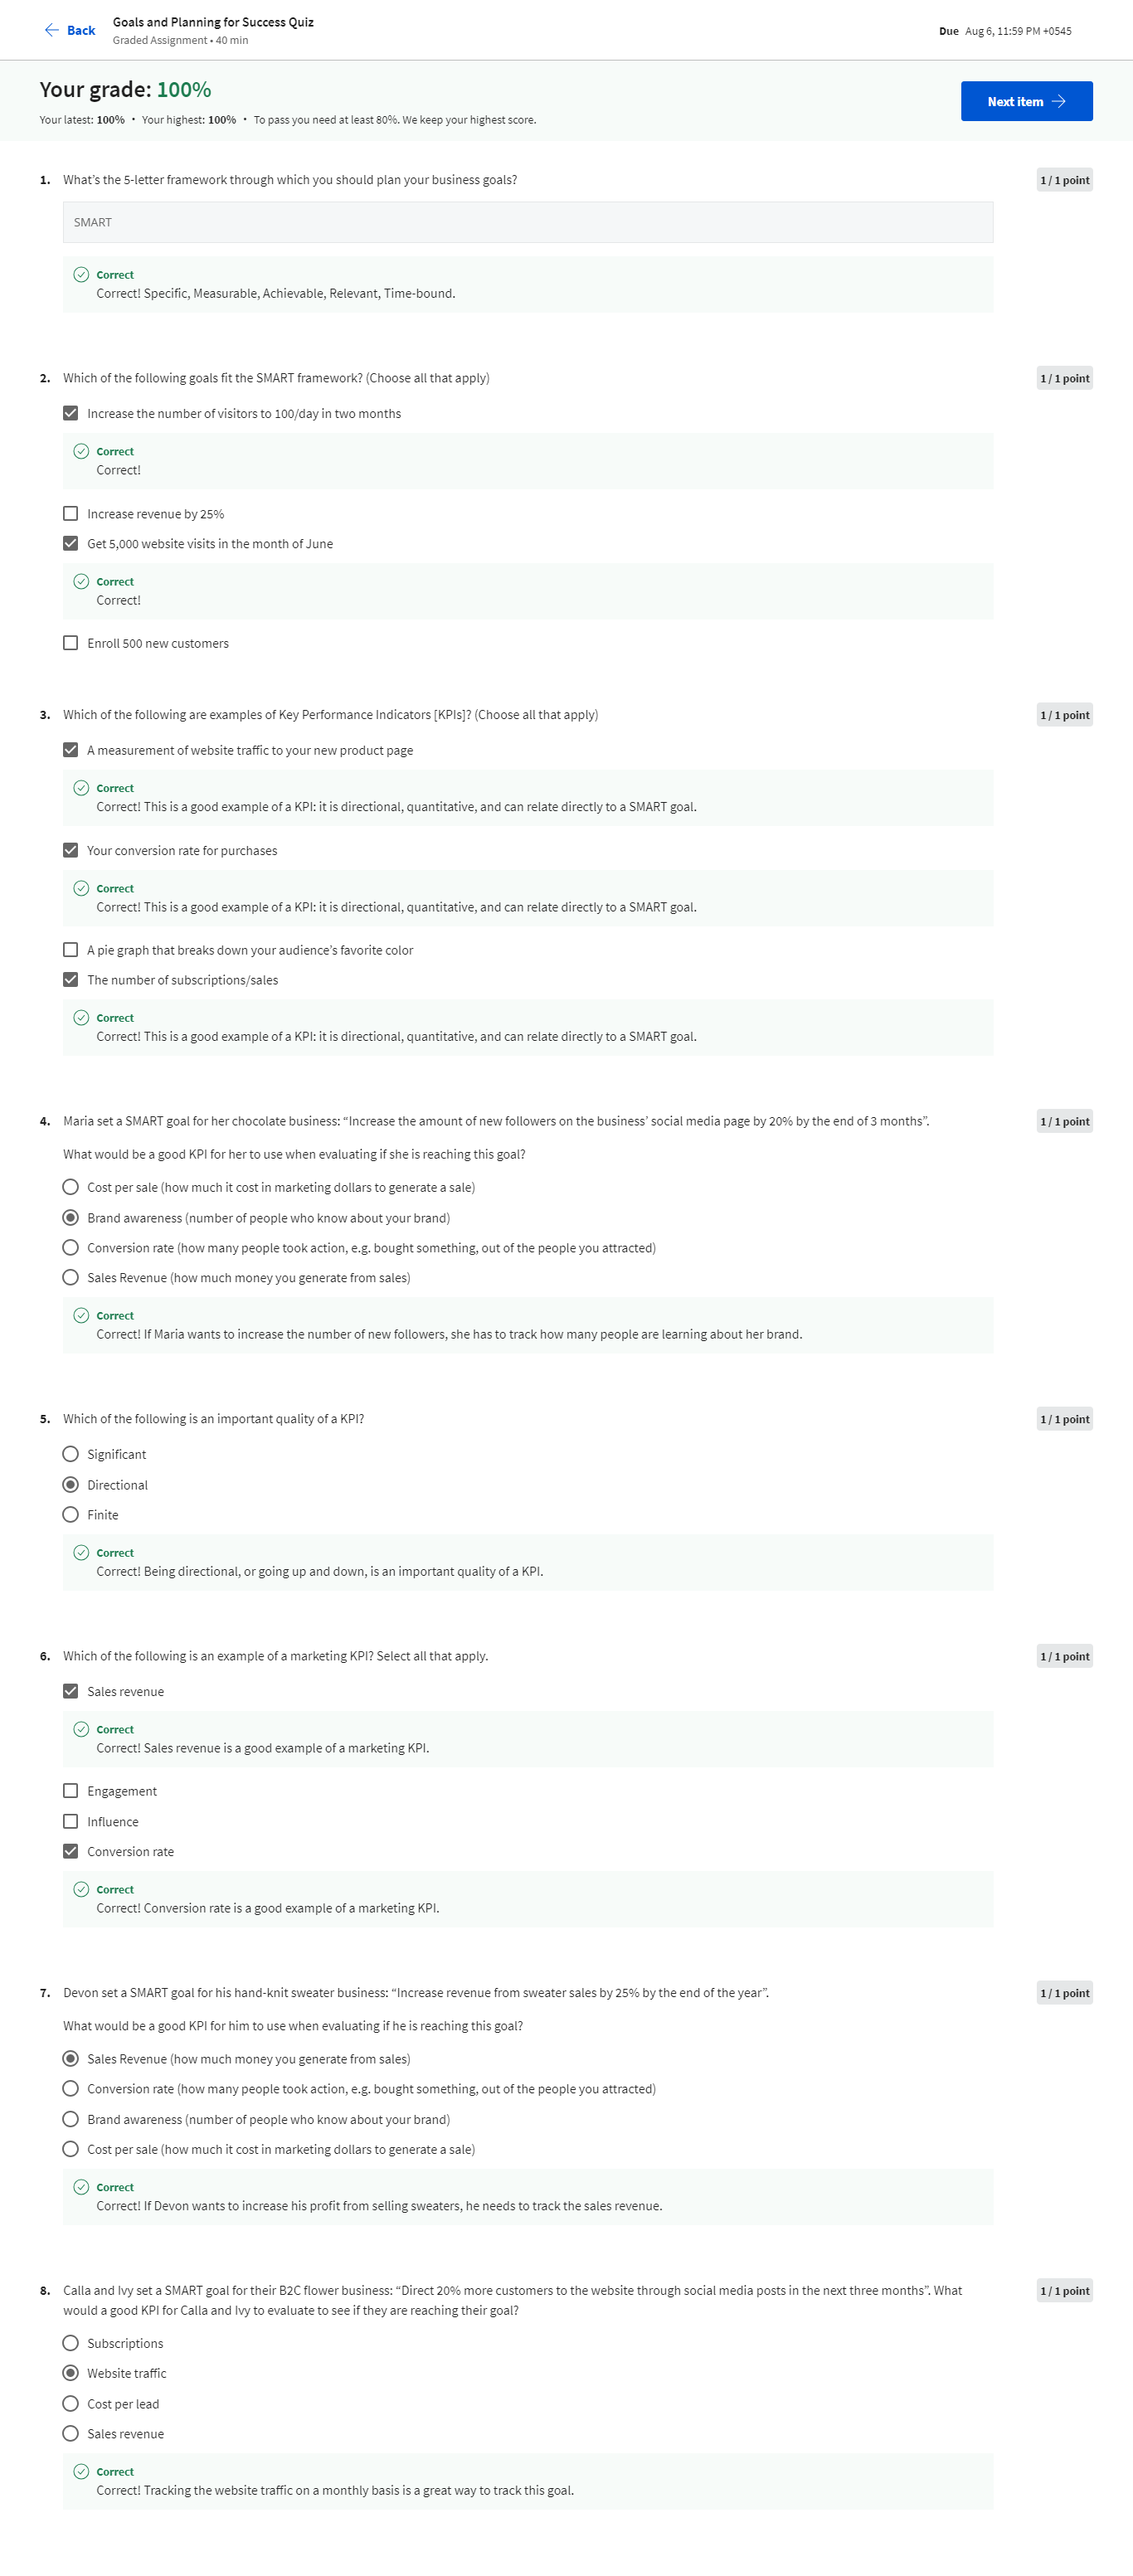 Back
Goals and Planning for Success Quiz
Graded Assignment • 40 min
Due Aug 6, 11:59 PM +0545
Your grade: 100%
Your latest: 100% • Your highest: 100% • To pass you need at least 80%. We keep your highest score.
Next item
1. What’s the 5-letter framework through which you should plan your business goals?
1 / 1 point
SMART
Correct
Correct! Specific, Measurable, Achievable, Relevant, Time-bound.
2. Which of the following goals fit the SMART framework? (Choose all that apply)
1 / 1 point
Increase the number of visitors to 100/day in two months
Correct
Correct!
Increase revenue by 25%
Get 5,000 website visits in the month of June
Correct
Correct!
Enroll 500 new customers
3. Which of the following are examples of Key Performance Indicators [KPIs]? (Choose all that apply)
1 / 1 point
A measurement of website traffic to your new product page
Correct
Correct! This is a good example of a KPI: it is directional, quantitative, and can relate directly to a SMART goal.
Your conversion rate for purchases
Correct
Correct! This is a good example of a KPI: it is directional, quantitative, and can relate directly to a SMART goal.
A pie graph that breaks down your audience’s favorite color
The number of subscriptions/sales
Correct
Correct! This is a good example of a KPI: it is directional, quantitative, and can relate directly to a SMART goal.
4. Maria set a SMART goal for her chocolate business: “Increase the amount of new followers on the business’ social media page by 20% by the end of 3 months”.
1 / 1 point
What would be a good KPI for her to use when evaluating if she is reaching this goal?
Cost per sale (how much it cost in marketing dollars to generate a sale)
Brand awareness (number of people who know about your brand)
Conversion rate (how many people took action, e.g. bought something, out of the people you attracted)
Sales Revenue (how much money you generate from sales)
Correct
Correct! If Maria wants to increase the number of new followers, she has to track how many people are learning about her brand.
5. Which of the following is an important quality of a KPI?
1 / 1 point
Significant
Directional
Finite
Correct
Correct! Being directional, or going up and down, is an important quality of a KPI.
6. Which of the following is an example of a marketing KPI? Select all that apply.
1 / 1 point
Sales revenue
Correct
Correct! Sales revenue is a good example of a marketing KPI.
Engagement
Influence
Conversion rate
Correct
Correct! Conversion rate is a good example of a marketing KPI.
7. Devon set a SMART goal for his hand-knit sweater business: “Increase revenue from sweater sales by 25% by the end of the year”.
1 / 1 point
What would be a good KPI for him to use when evaluating if he is reaching this goal?
Sales Revenue (how much money you generate from sales)
Conversion rate (how many people took action, e.g. bought something, out of the people you attracted)
Brand awareness (number of people who know about your brand)
Cost per sale (how much it cost in marketing dollars to generate a sale)
Correct
Correct! If Devon wants to increase his profit from selling sweaters, he needs to track the sales revenue.
8. Calla and Ivy set a SMART goal for their B2C flower business: “Direct 20% more customers to the website through social media posts in the next three months”. What
1 / 1 point
would a good KPI for Calla and Ivy to evaluate to see if they are reaching their goal?
Subscriptions
Website traffic
Cost per lead
Sales revenue
Correct
Correct! Tracking the website traffic on a monthly basis is a great way to track this goal.